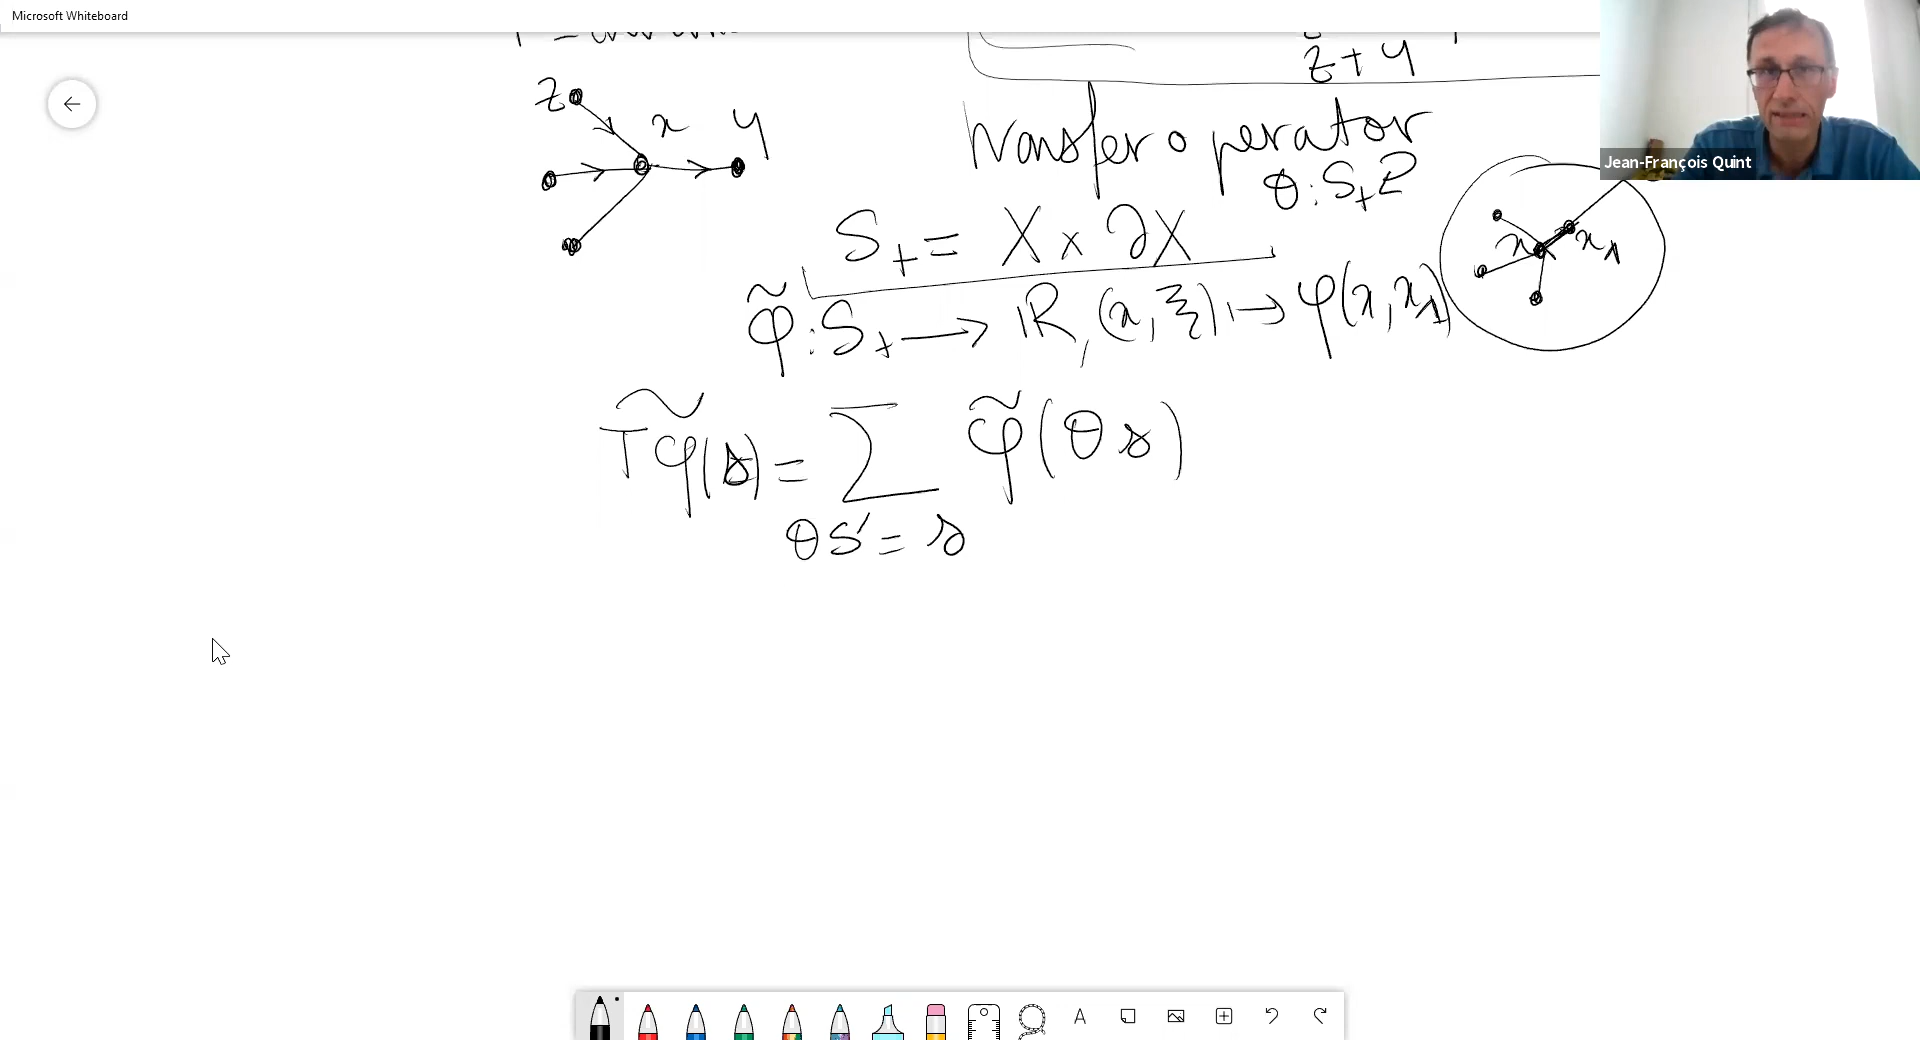 Microsoft Whiteboard
z + y
Jean-François Quint
z x y
Transfer operator
θ : S₊ ↻
S₊ = X × ∂X
x x₁
φ̃ : S₊ → ℝ, (x, ξ) ↦ φ(x, x₁)
T̃φ(s) = ∑ φ̃(θs)
θs' = s
A